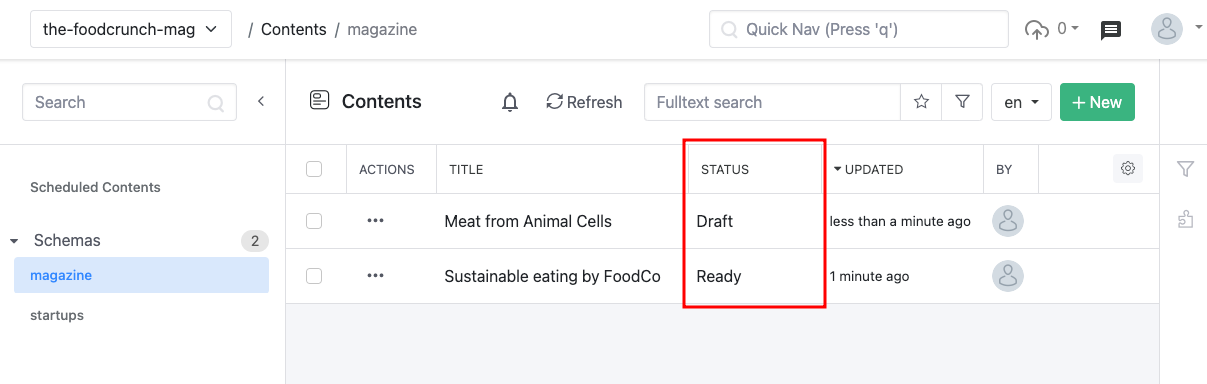 the-foodcrunch-mag / Contents / magazine Quick Nav (Press 'q') 0
Search
Contents Refresh Fulltext search en + New
Scheduled Contents
Schemas 2
magazine
startups
ACTIONS TITLE STATUS UPDATED BY
••• Meat from Animal Cells Draft less than a minute ago
••• Sustainable eating by FoodCo Ready 1 minute ago